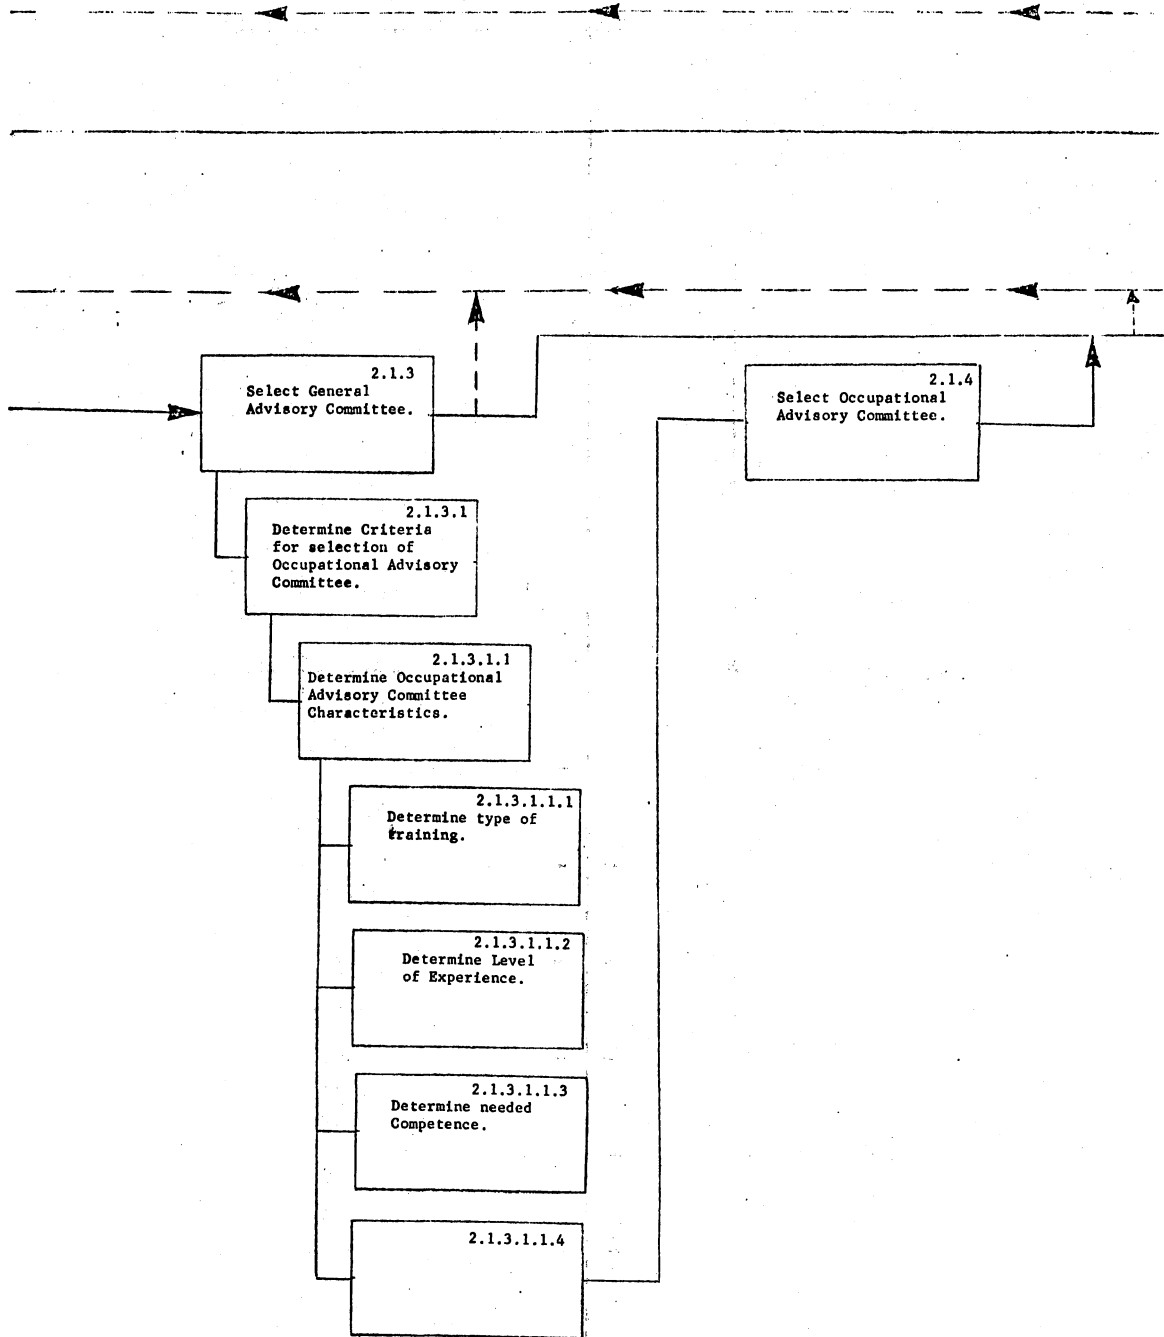 2.1.3
Select General
Advisory Committee.
2.1.4
Select Occupational
Advisory Committee.
2.1.3.1
Determine Criteria
for selection of
Occupational Advisory
Committee.
2.1.3.1.1
Determine Occupational
Advisory Committee
Characteristics.
2.1.3.1.1.1
Determine type of
training.
2.1.3.1.1.2
Determine Level
of Experience.
2.1.3.1.1.3
Determine needed
Competence.
2.1.3.1.1.4